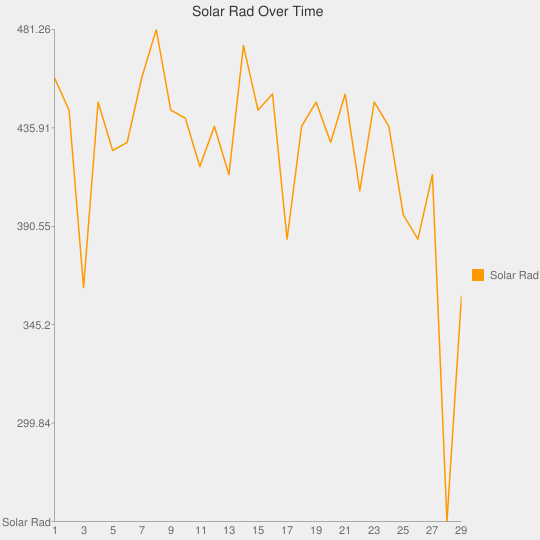 Solar Rad Over Time
481.26
435.91
390.55
345.2
299.84
Solar Rad
1 3 5 7 9 11 13 15 17 19 21 23 25 27 29
Solar Rad